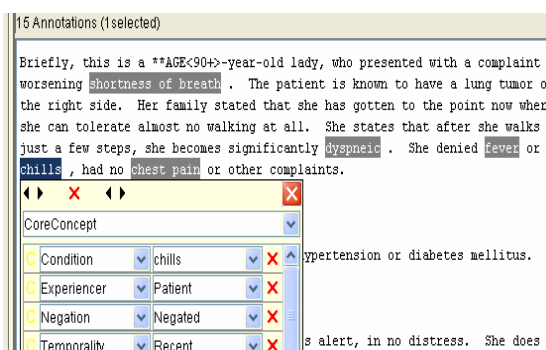 15 Annotations (1selected)
Briefly, this is a **AGE<90+>-year-old lady, who presented with a complaint
worsening shortness of breath . The patient is known to have a lung tumor o
the right side. Her family stated that she has gotten to the point now wher
she can tolerate almost no walking at all. She states that after she walks
just a few steps, she becomes significantly dyspneic . She denied fever or
chills , had no chest pain or other complaints.
CoreConcept
C Condition chills
ypertension or diabetes mellitus.
C Experiencer Patient
C Negation Negated
C Temporality Recent
s alert, in no distress. She does